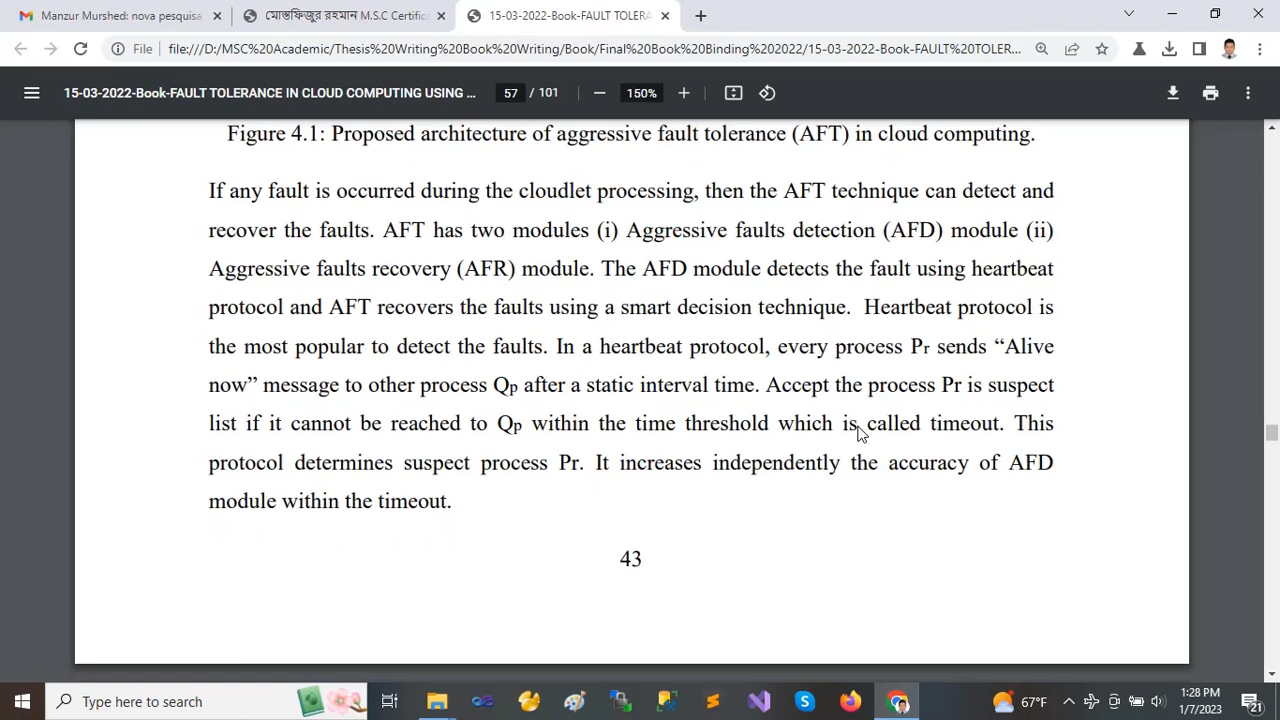 Manzur Murshed: nova pesquisa
মোস্তফিজুর রহমান M.S.C Certific
15-03-2022-Book-FAULT TOLERA
File
file:///D:/MSC%20Academic/Thesis%20Writing%20Book%20Writing/Book/Final%20Book%20Binding%202022/15-03-2022-Book-FAULT%20TOLER...
15-03-2022-Book-FAULT TOLERANCE IN CLOUD COMPUTING USING ...
57 / 101
150%
Figure 4.1: Proposed architecture of aggressive fault tolerance (AFT) in cloud computing.
If any fault is occurred during the cloudlet processing, then the AFT technique can detect and
recover the faults. AFT has two modules (i) Aggressive faults detection (AFD) module (ii)
Aggressive faults recovery (AFR) module. The AFD module detects the fault using heartbeat
protocol and AFT recovers the faults using a smart decision technique. Heartbeat protocol is
the most popular to detect the faults. In a heartbeat protocol, every process Pr sends “Alive
now” message to other process Qp after a static interval time. Accept the process Pr is suspect
list if it cannot be reached to Qp within the time threshold which is called timeout. This
protocol determines suspect process Pr. It increases independently the accuracy of AFD
module within the timeout.
43
Type here to search
67°F
1:28 PM
1/7/2023
21